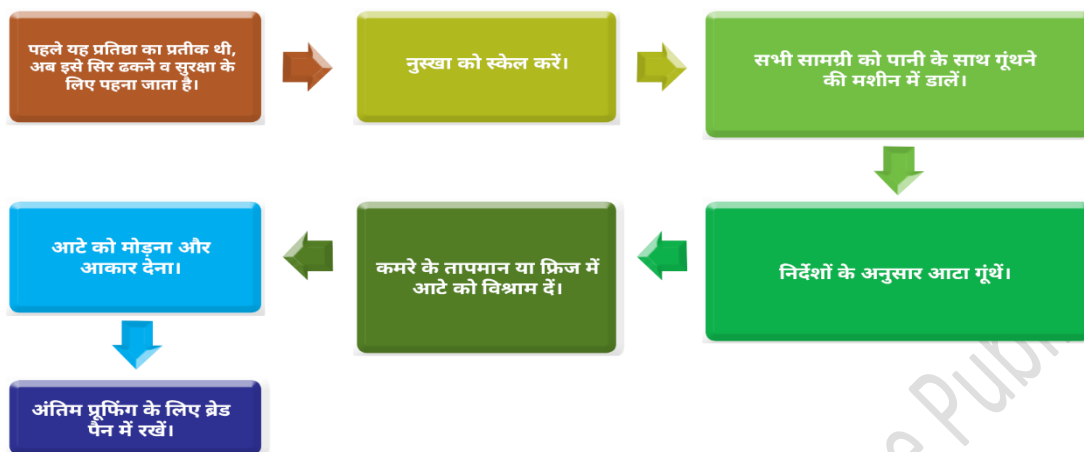 पहले यह प्रतिष्ठा का प्रतीक थी,
अब इसे सिर ढकने व सुरक्षा के
लिए पहना जाता है।
नुस्खा को स्केल करें।
सभी सामग्री को पानी के साथ गूंथने
की मशीन में डालें।
निर्देशों के अनुसार आटा गूंथें।
कमरे के तापमान या फ्रिज में
आटे को विश्राम दें।
आटे को मोड़ना और
आकार देना।
अंतिम प्रूफिंग के लिए ब्रेड
पैन में रखें।